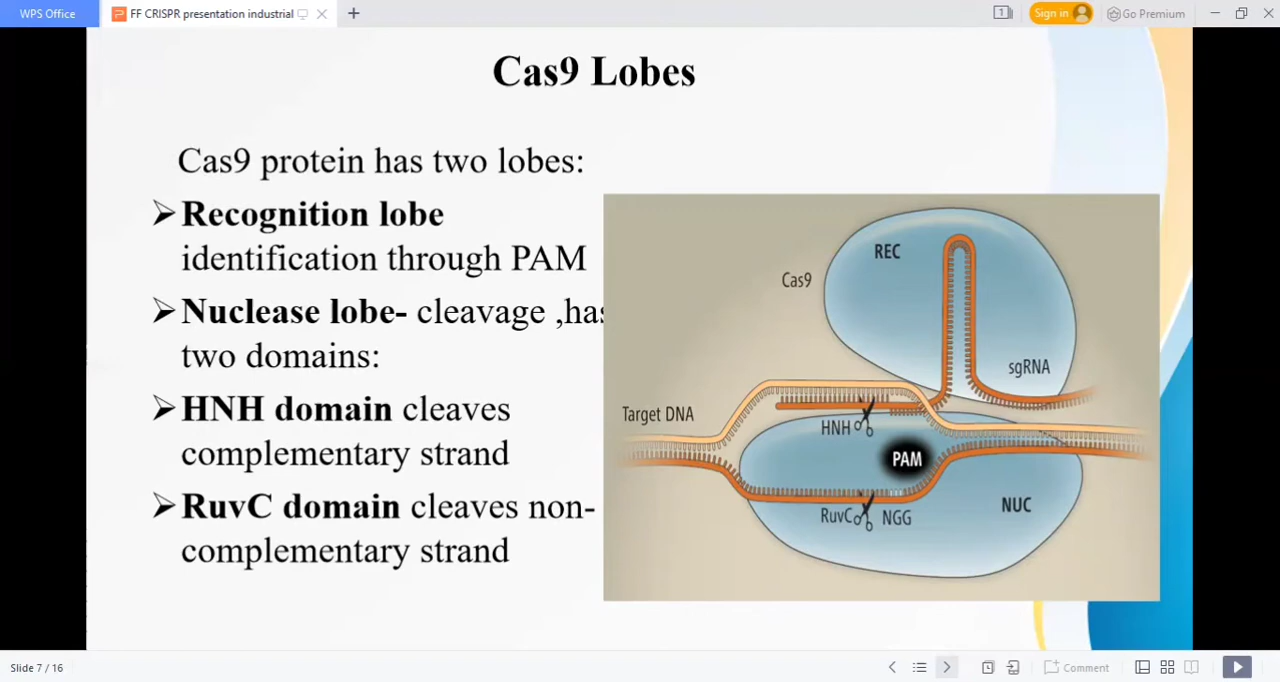 WPS Office
FF CRISPR presentation industrial
1
Sign in
Go Premium
Cas9 Lobes
Cas9 protein has two lobes:
➢Recognition lobe
identification through PAM
➢Nuclease lobe- cleavage ,has
two domains:
➢HNH domain cleaves
complementary strand
➢RuvC domain cleaves non-
complementary strand
REC
Cas9
sgRNA
Target DNA
HNH
PAM
RuvC NGG
NUC
Slide 7 / 16
Comment